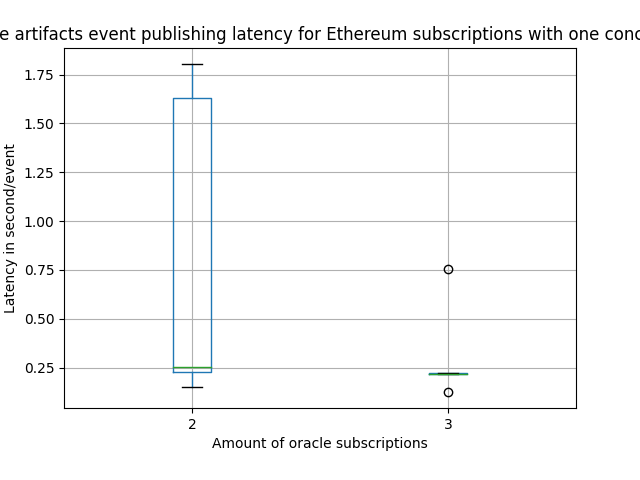 e artifacts event publishing latency for Ethereum subscriptions with one conc
1.75
1.50
1.25
1.00
0.75
0.50
0.25
Latency in second/event
2 3
Amount of oracle subscriptions